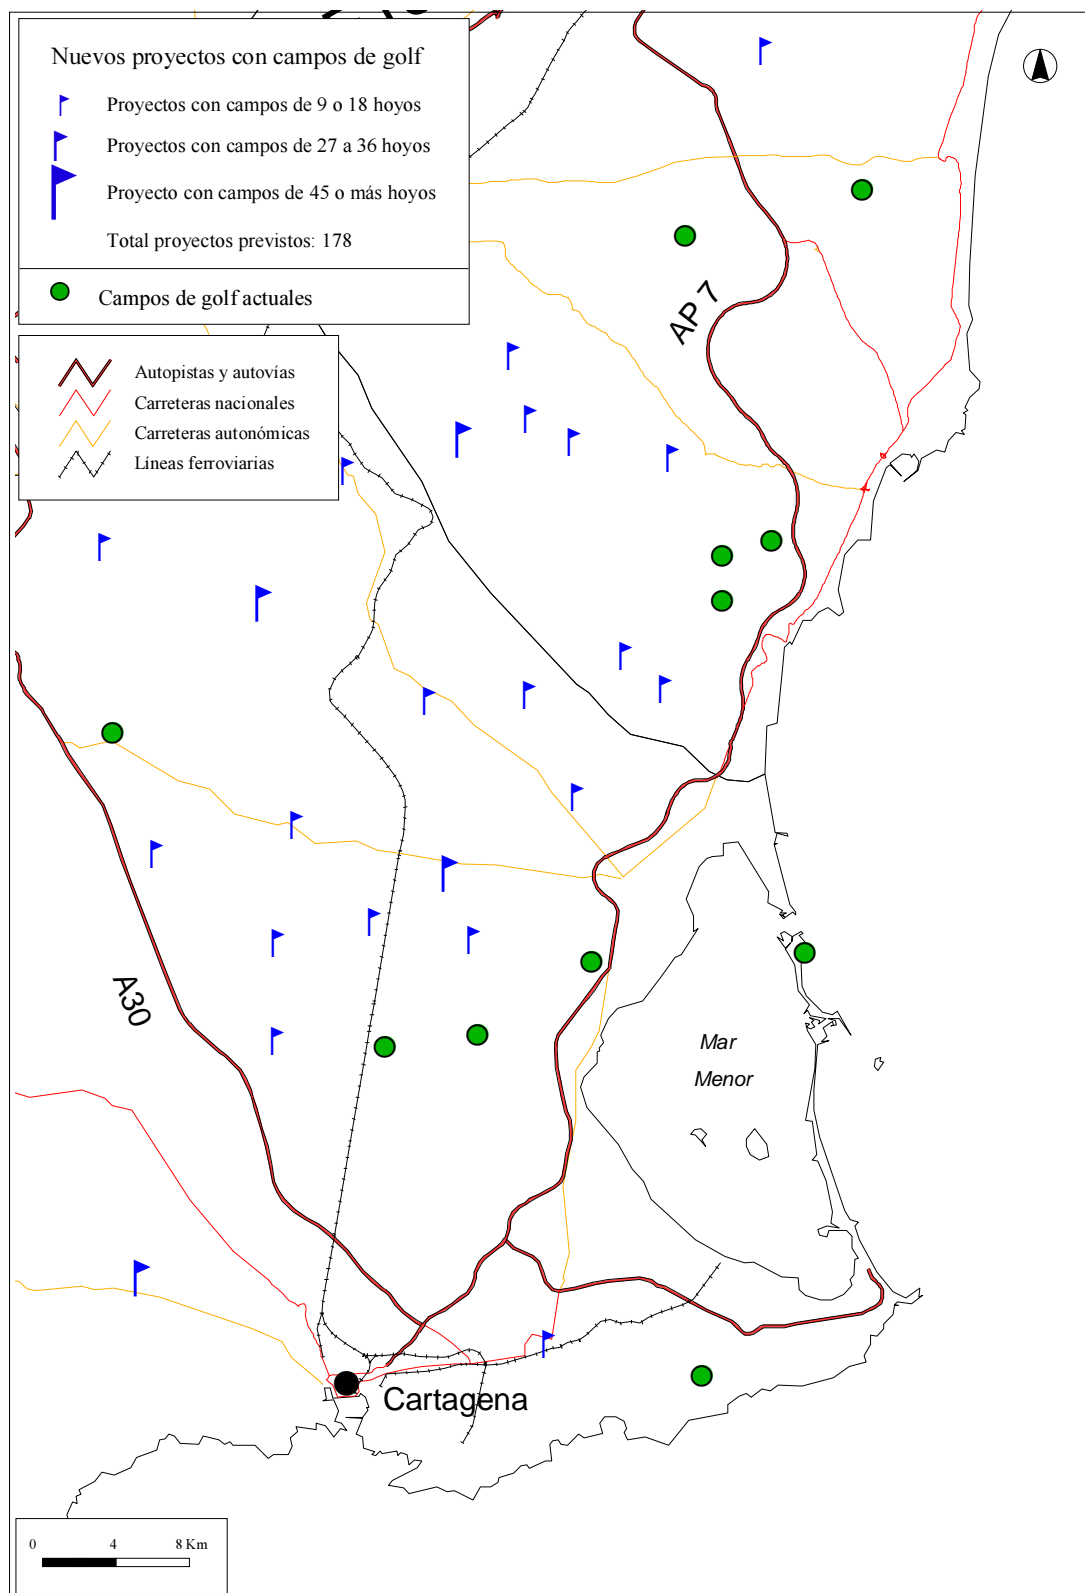 Nuevos proyectos con campos de golf
Proyectos con campos de 9 o 18 hoyos
Proyectos con campos de 27 a 36 hoyos
Proyecto con campos de 45 o más hoyos
Total proyectos previstos: 178
Campos de golf actuales
Autopistas y autovías
Carreteras nacionales
Carreteras autonómicas
Líneas ferroviarias
AP 7
A30
Mar
Menor
Cartagena
0 4 8 Km